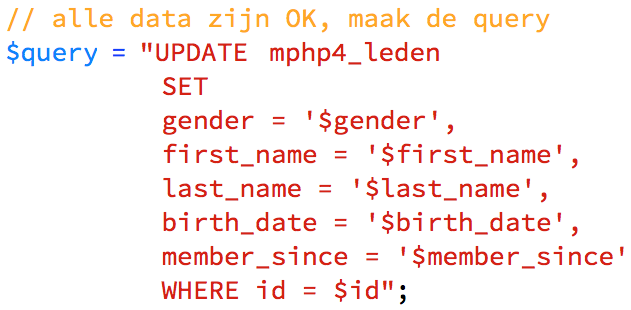 // alle data zijn OK, maak de query
$query = "UPDATE mphp4_leden
SET
gender = '$gender',
first_name = '$first_name',
last_name = '$last_name',
birth_date = '$birth_date',
member_since = '$member_since'
WHERE id = $id";